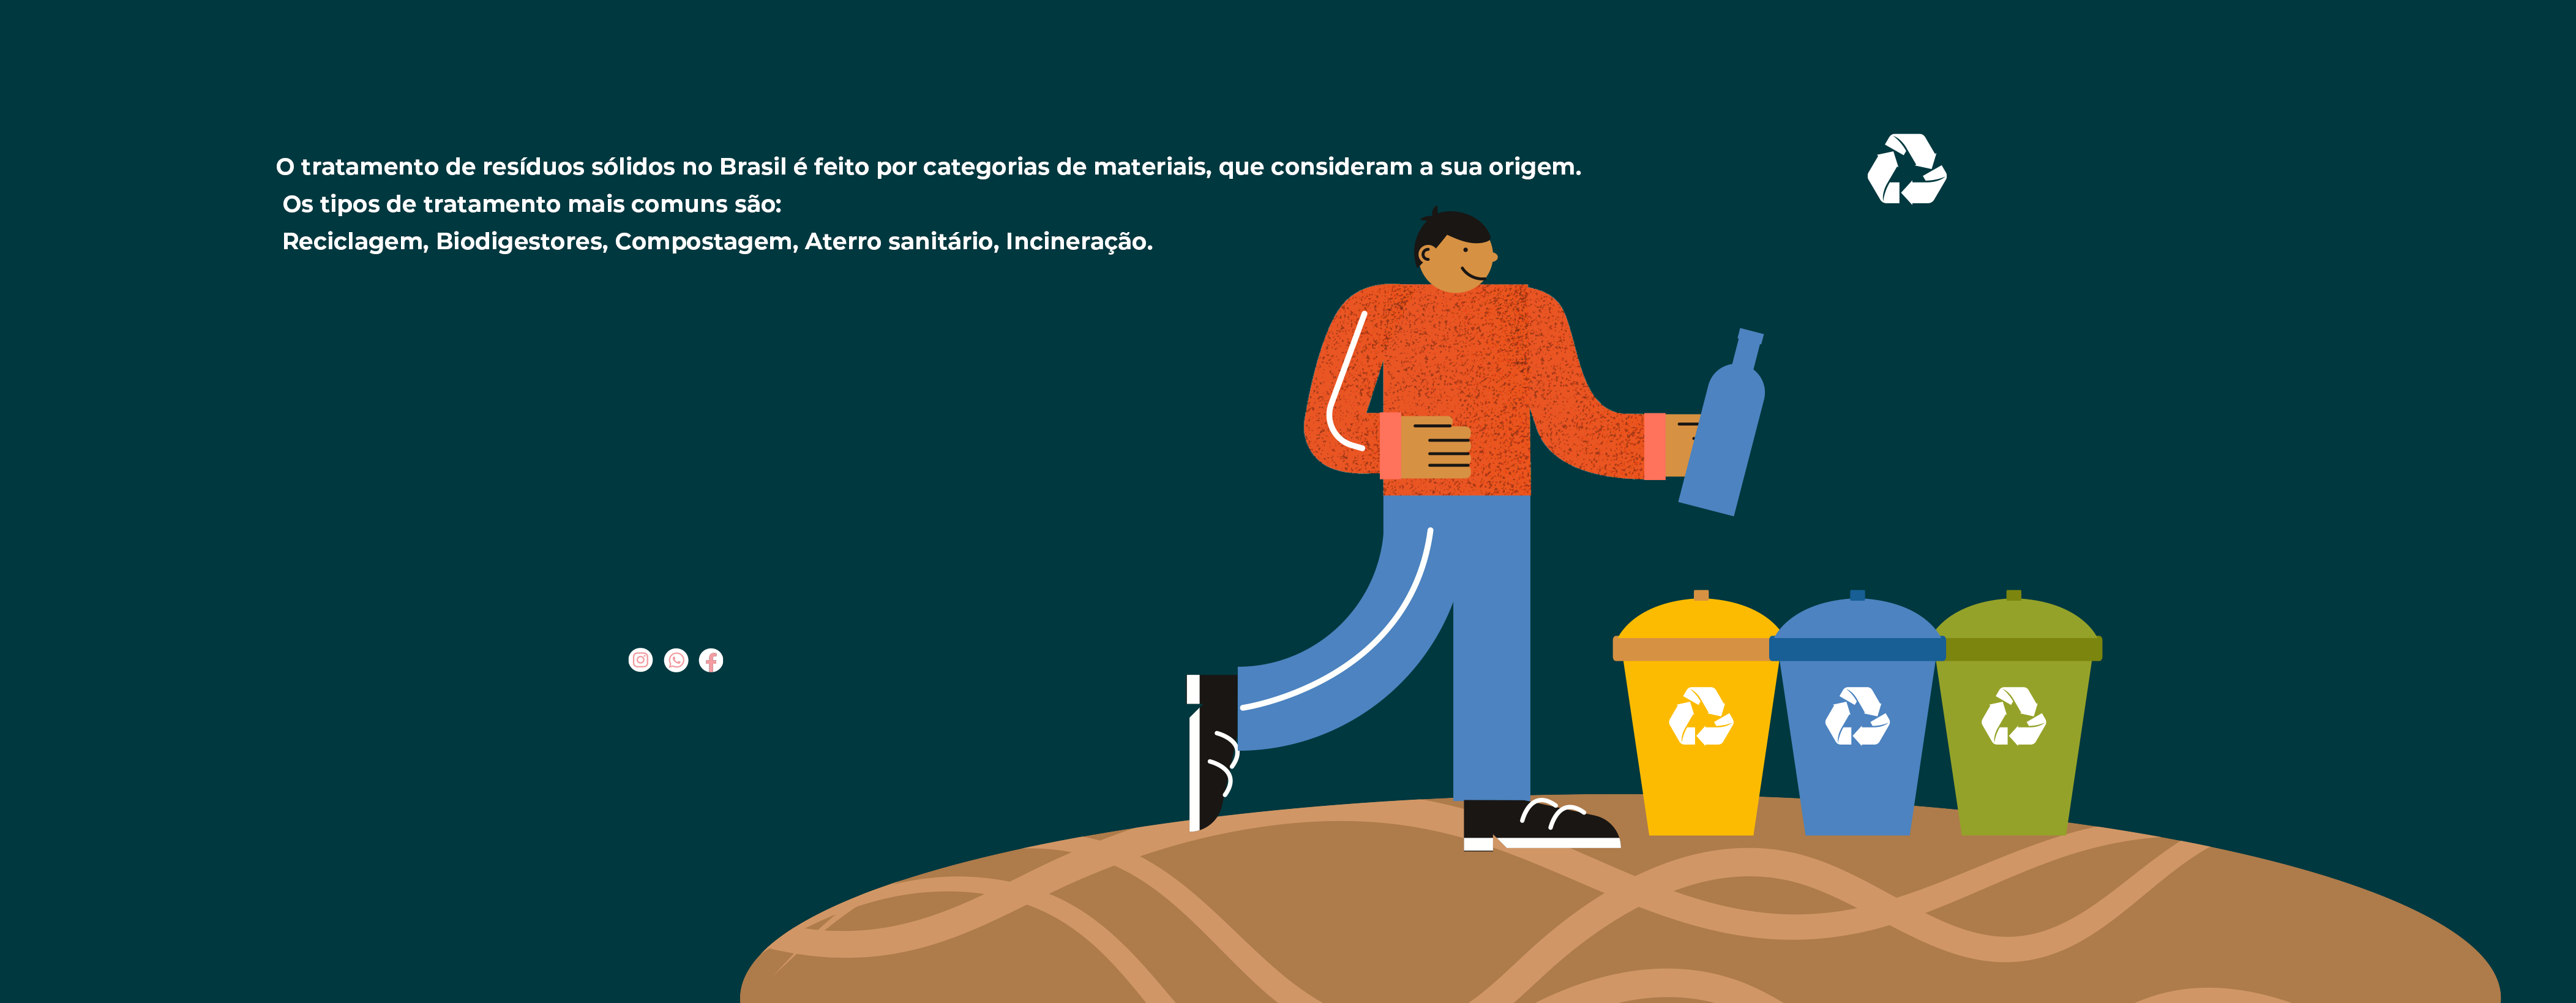 O tratamento de resíduos sólidos no Brasil é feito por categorias de materiais, que consideram a sua origem.
Os tipos de tratamento mais comuns são:
Reciclagem, Biodigestores, Compostagem, Aterro sanitário, Incineração.